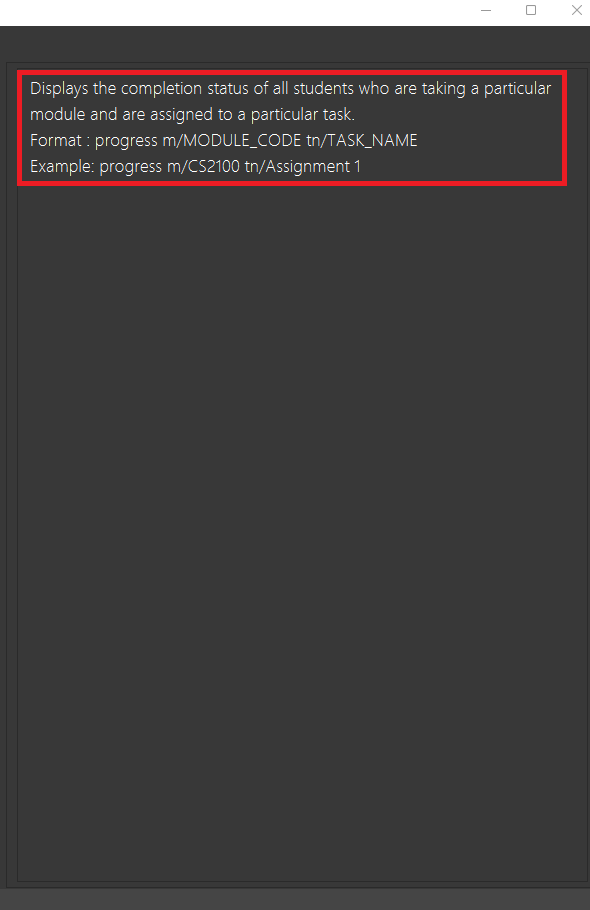 Displays the completion status of all students who are taking a particular
module and are assigned to a particular task.
Format : progress m/MODULE_CODE tn/TASK_NAME
Example: progress m/CS2100 tn/Assignment 1